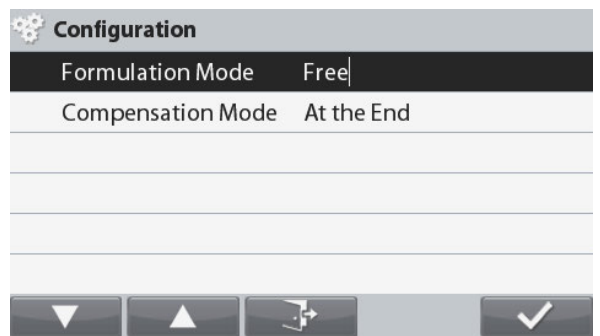 Configuration
Formulation Mode Free
Compensation Mode At the End